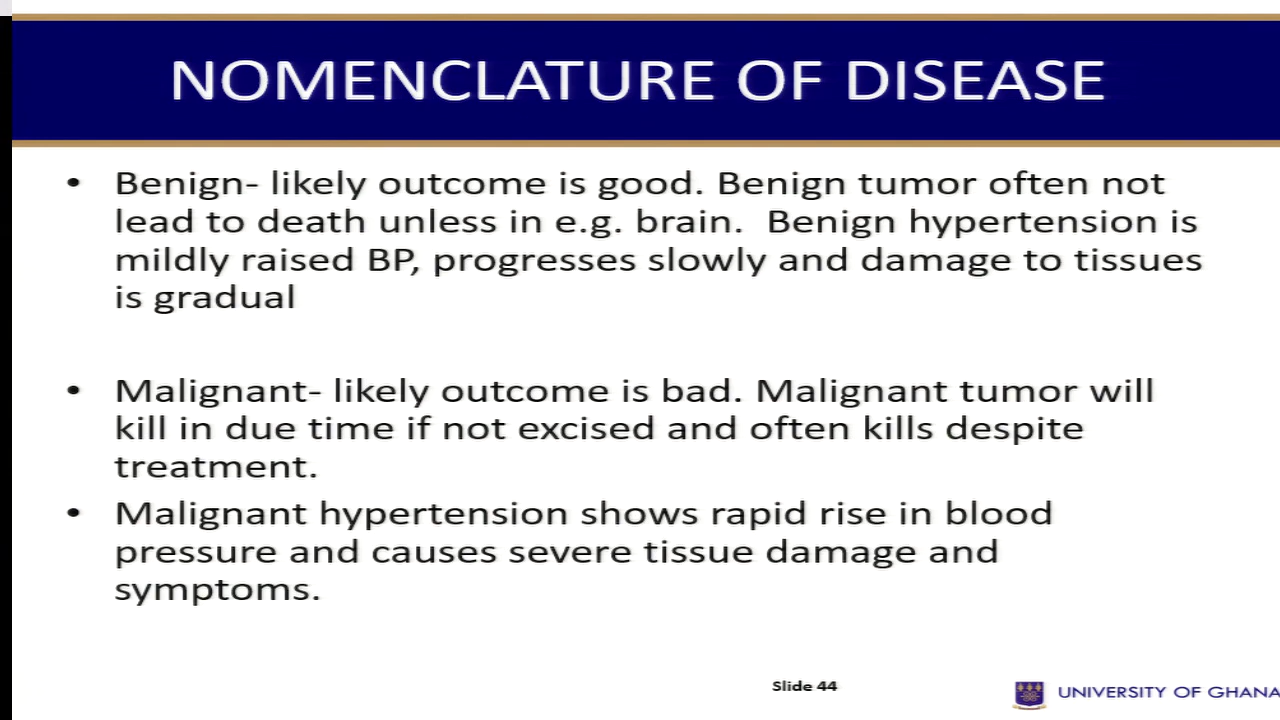 NOMENCLATURE OF DISEASE
• Benign- likely outcome is good. Benign tumor often not
lead to death unless in e.g. brain.  Benign hypertension is
mildly raised BP, progresses slowly and damage to tissues
is gradual
• Malignant- likely outcome is bad. Malignant tumor will
kill in due time if not excised and often kills despite
treatment.
• Malignant hypertension shows rapid rise in blood
pressure and causes severe tissue damage and
symptoms.
Slide 44
UNIVERSITY OF GHANA